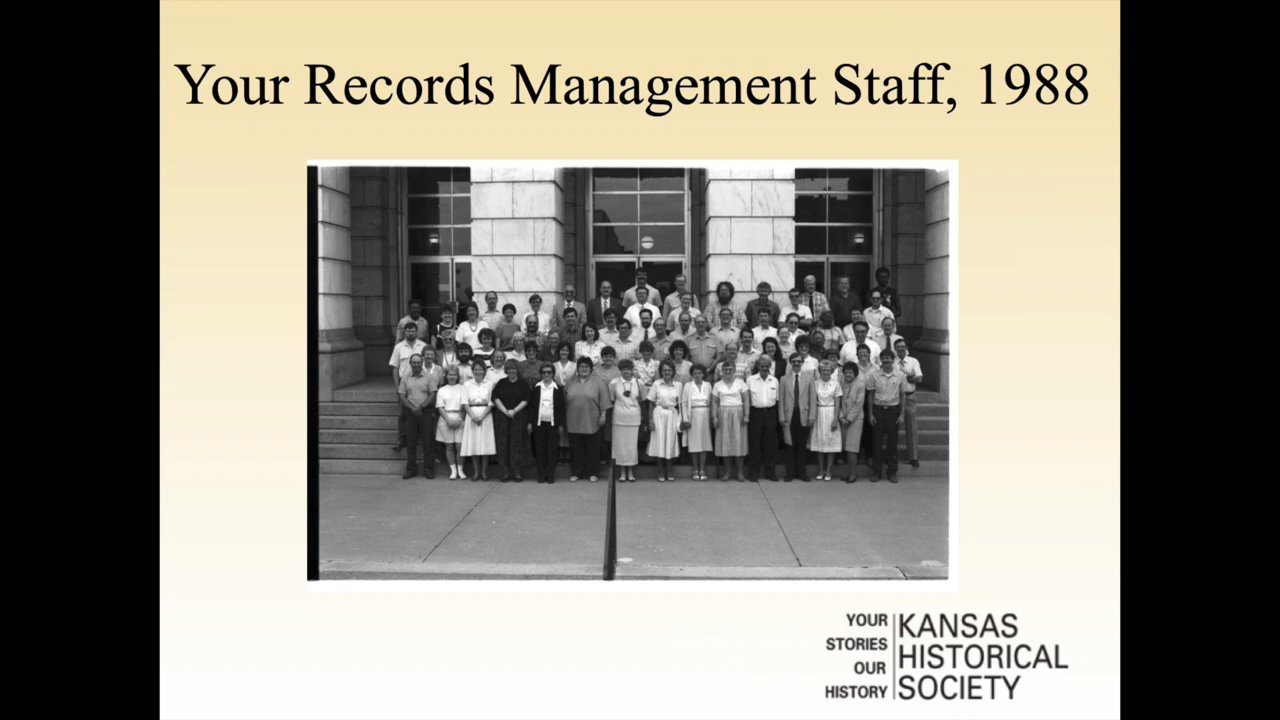 Your Records Management Staff, 1988
YOUR
STORIES
OUR
HISTORY
KANSAS
HISTORICAL
SOCIETY